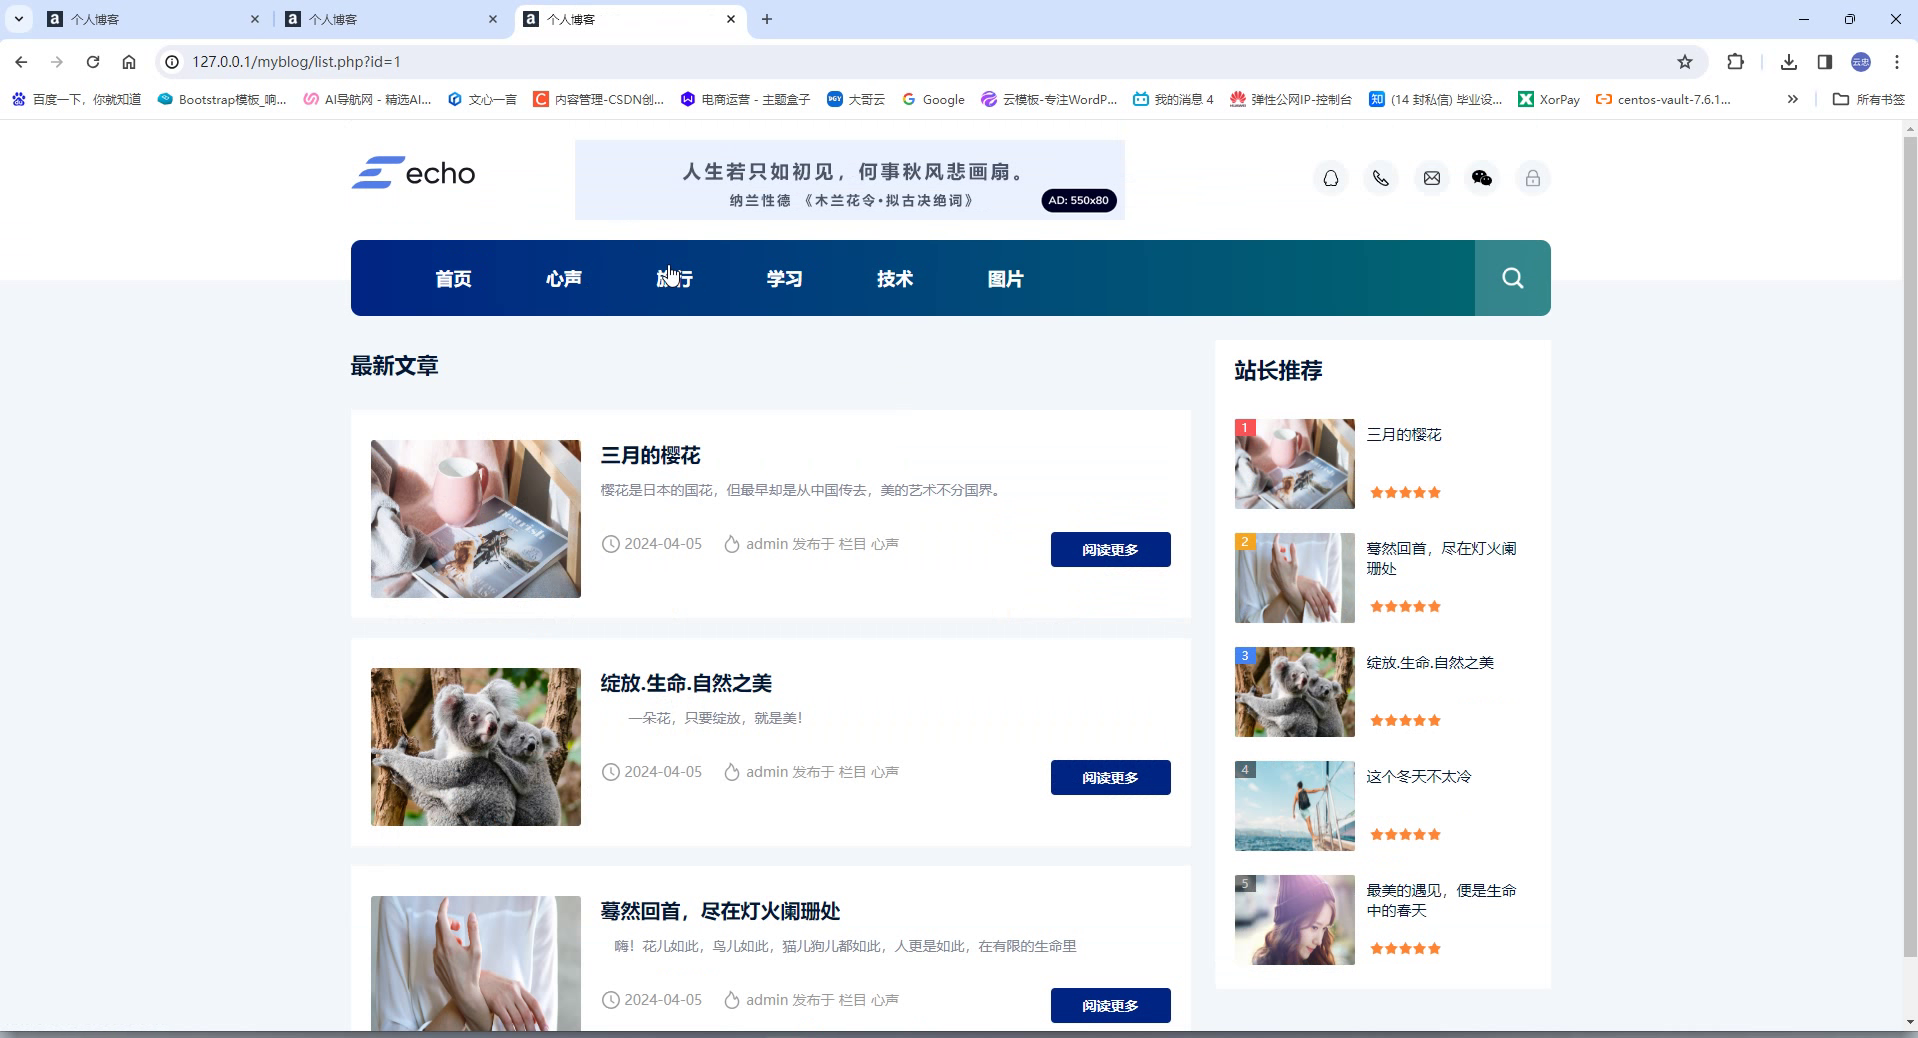 个人博客
个人博客
个人博客
127.0.0.1/myblog/list.php?id=1
云忠
百度一下，你就知道
Bootstrap模板_响...
AI导航网 - 精选AI...
文心一言
内容管理-CSDN创...
电商运营 - 主题盒子
大哥云
Google
云模板-专注WordP...
我的消息 4
弹性公网IP-控制台
(14 封私信) 毕业设...
XorPay
centos-vault-7.6.1...
所有书签
echo
人生若只如初见，何事秋风悲画扇。
纳兰性德 《木兰花令·拟古决绝词》
AD: 550x80
首页
心声
旅行
学习
技术
图片
最新文章
三月的樱花
樱花是日本的国花，但最早却是从中国传去，美的艺术不分国界。
2024-04-05
admin 发布于 栏目 心声
阅读更多
绽放.生命.自然之美
一朵花，只要绽放，就是美！
2024-04-05
admin 发布于 栏目 心声
阅读更多
蓦然回首，尽在灯火阑珊处
嗨！花儿如此，鸟儿如此，猫儿狗儿都如此，人更是如此，在有限的生命里
2024-04-05
admin 发布于 栏目 心声
阅读更多
站长推荐
1
三月的樱花
2
蓦然回首，尽在灯火阑
珊处
3
绽放.生命.自然之美
4
这个冬天不太冷
5
最美的遇见，便是生命
中的春天